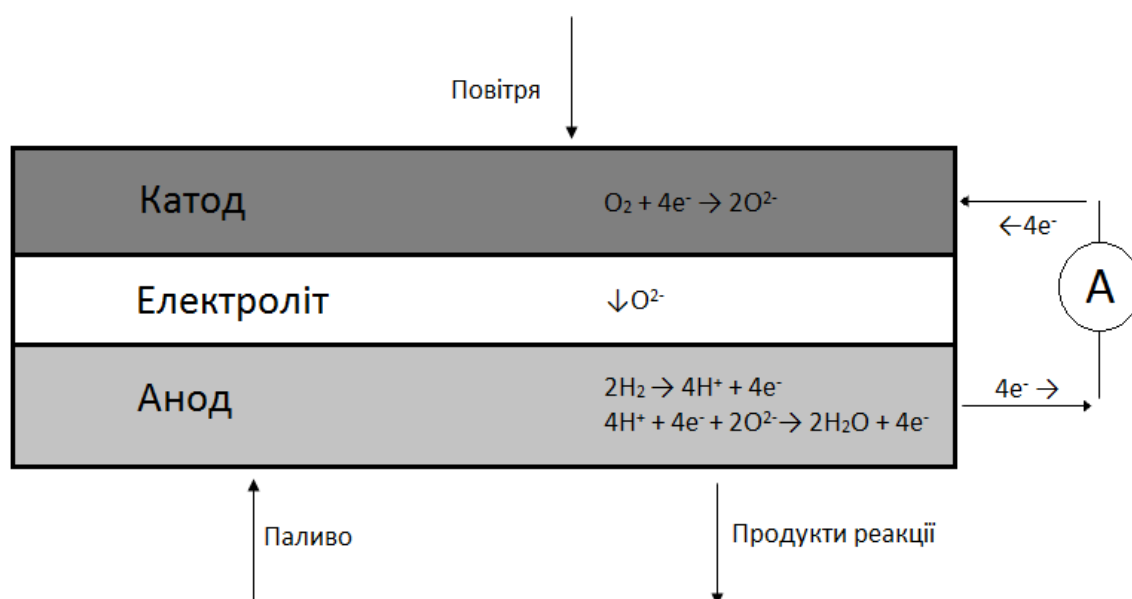 Повітря
Катод
O₂ + 4e⁻ → 2O²⁻
←4e⁻
Електроліт
↓O²⁻
A
Анод
2H₂ → 4H⁺ + 4e⁻
4H⁺ + 4e⁻ + 2O²⁻→ 2H₂O + 4e⁻
4e⁻ →
Паливо
Продукти реакції